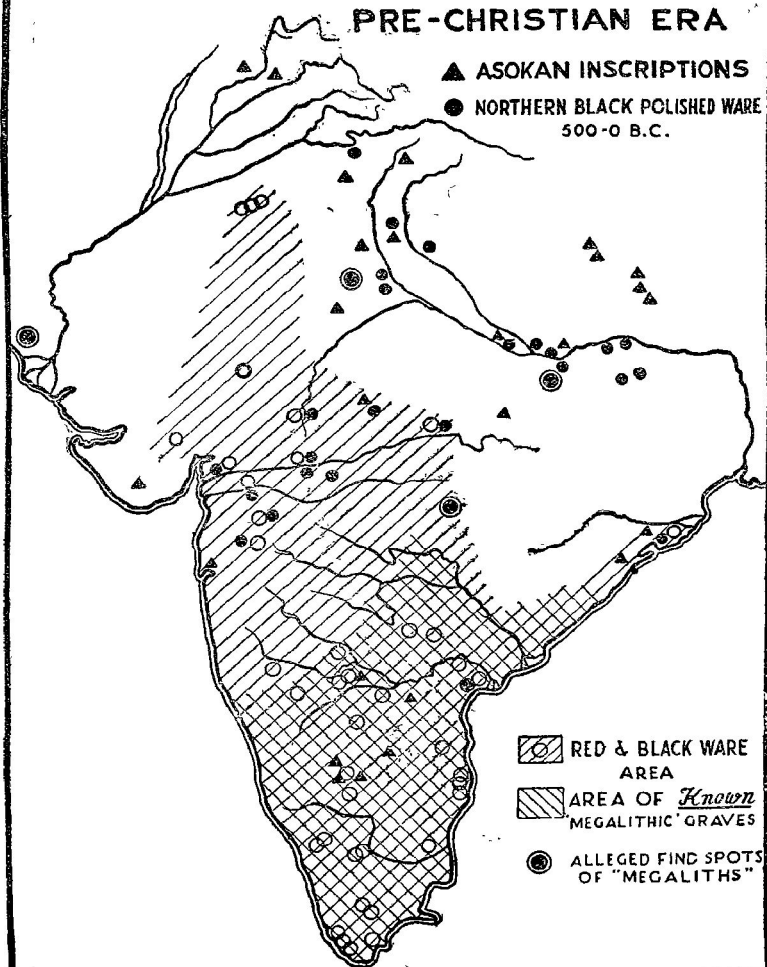 PRE-CHRISTIAN ERA
ASOKAN INSCRIPTIONS
NORTHERN BLACK POLISHED WARE
500-0 B.C.
RED & BLACK WARE
AREA
AREA OF Known
'MEGALITHIC' GRAVES
ALLEGED FIND SPOTS
OF "MEGALITHS"